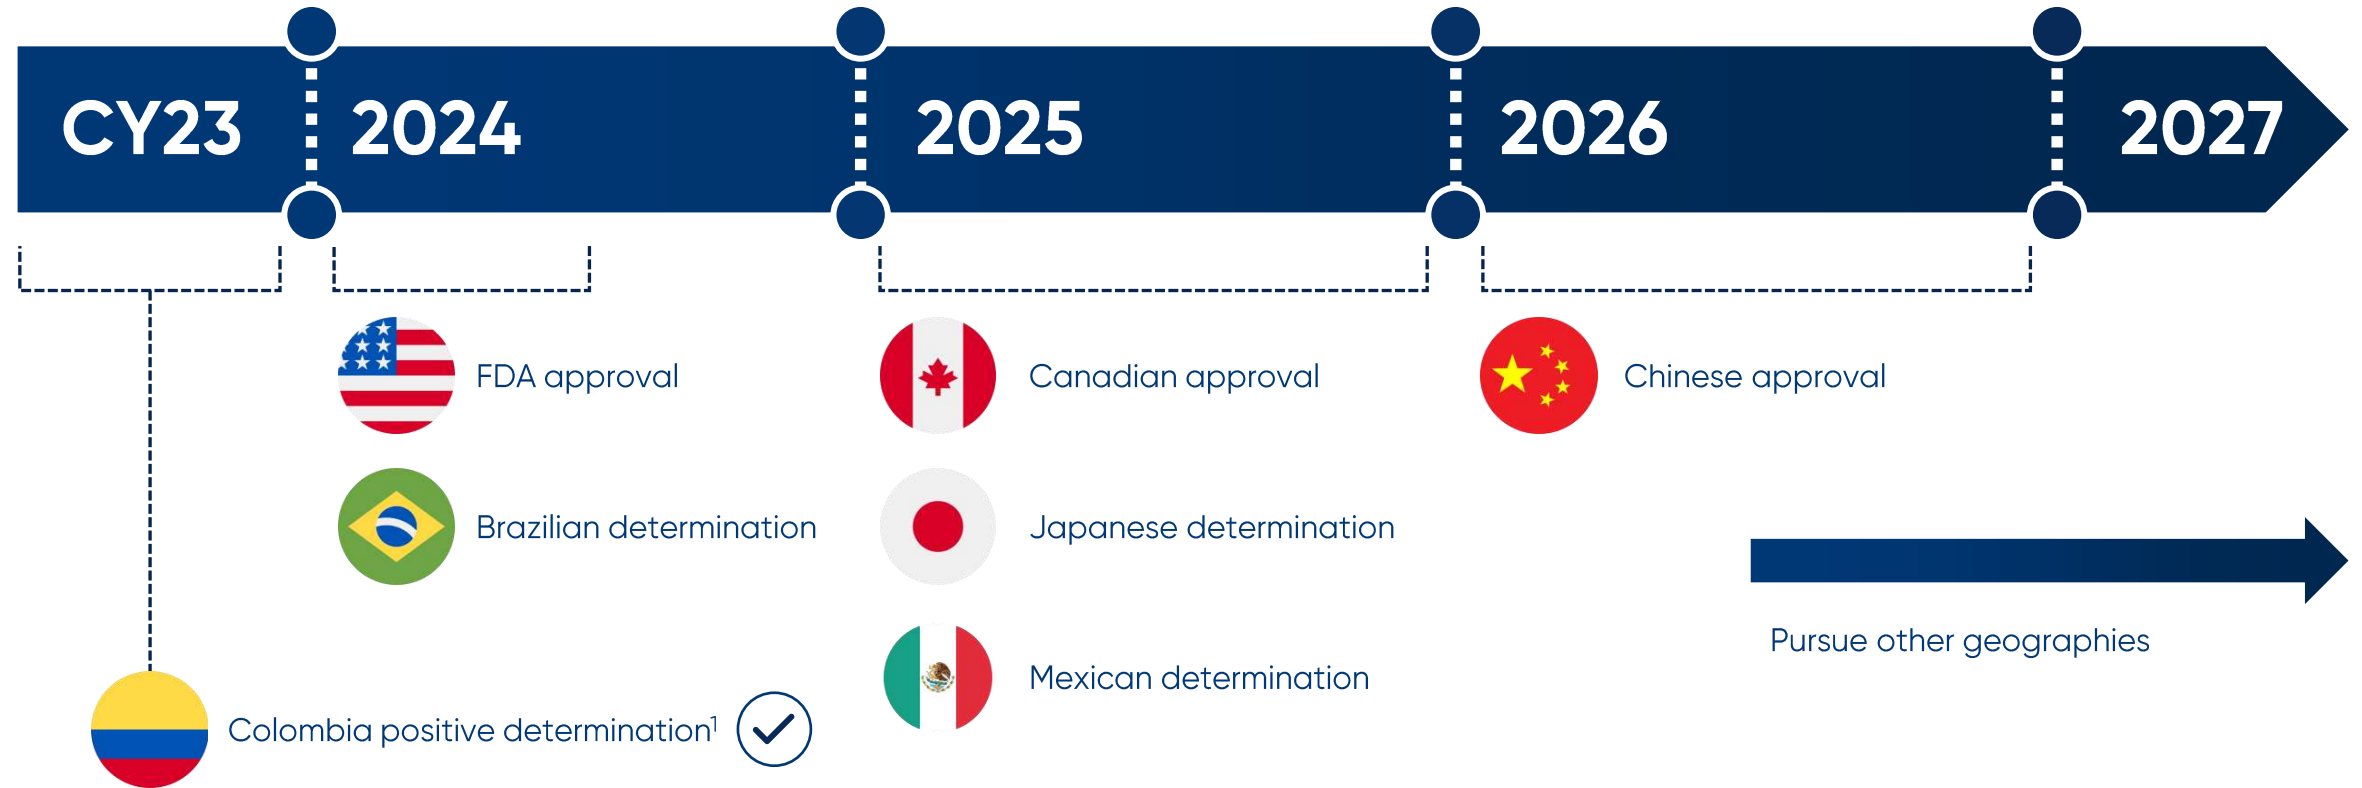 CY23
2024
2025
2026
2027
FDA approval
Canadian approval
Chinese approval
Brazilian determination
Japanese determination
Pursue other geographies
Mexican determination
Colombia positive determination¹